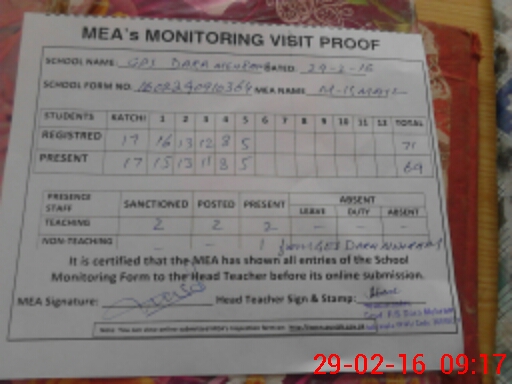 MEA's MONITORING VISIT PROOF
SCHOOL NAME GPS DATED: 29-2-16
SCHOOL FORM NO. MEA NAME
STUDENTS KATCHI 1 2 3 4 5 6 7 8 9 10 11 12 TOTAL
REGISTRED 17 16 13 12 8 5 71
PRESENT 17 15 13 11 8 5 69
PRESENCE STAFF SANCTIONED POSTED PRESENT ABSENT
LEAVE DUTY ABSENT
TEACHING 2 2 2 - - -
NON-TEACHING - - 1
It is certified that the MEA has shown all entries of the School
Monitoring Form to the Head Teacher before its online submission.
MEA Signature: Head Teacher Sign & Stamp:
29-02-16 09:17